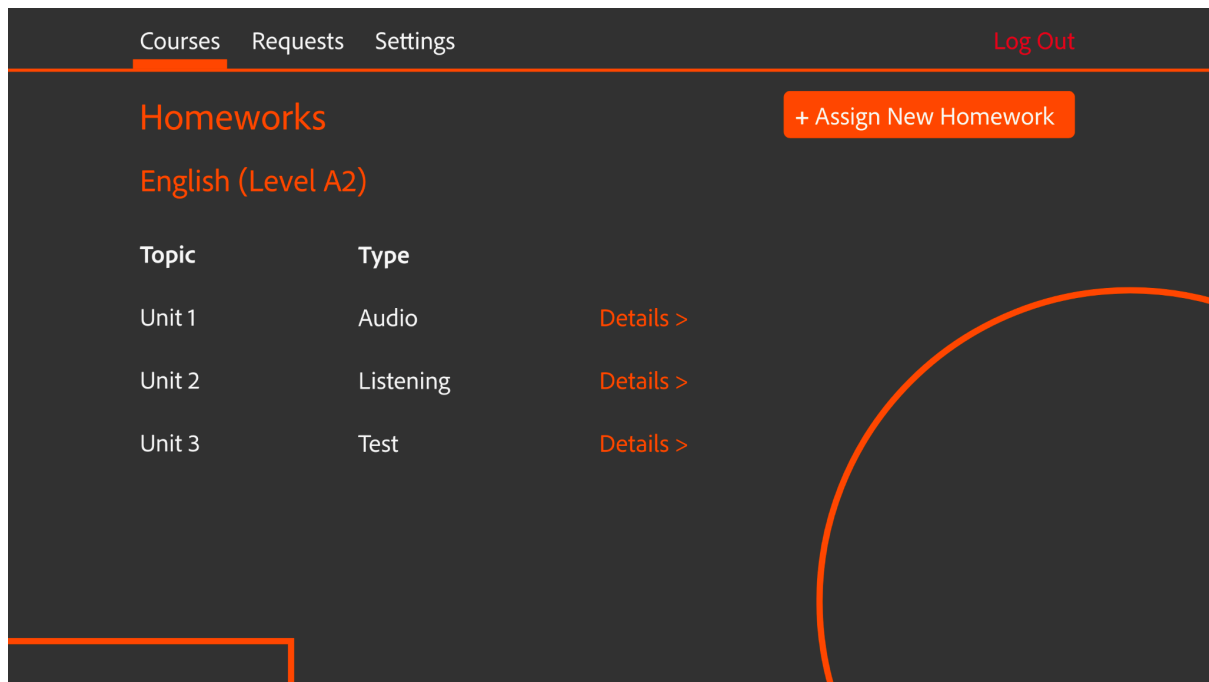 Courses Requests Settings Log Out
Homeworks + Assign New Homework
English (Level A2)
Topic Type
Unit 1 Audio Details >
Unit 2 Listening Details >
Unit 3 Test Details >